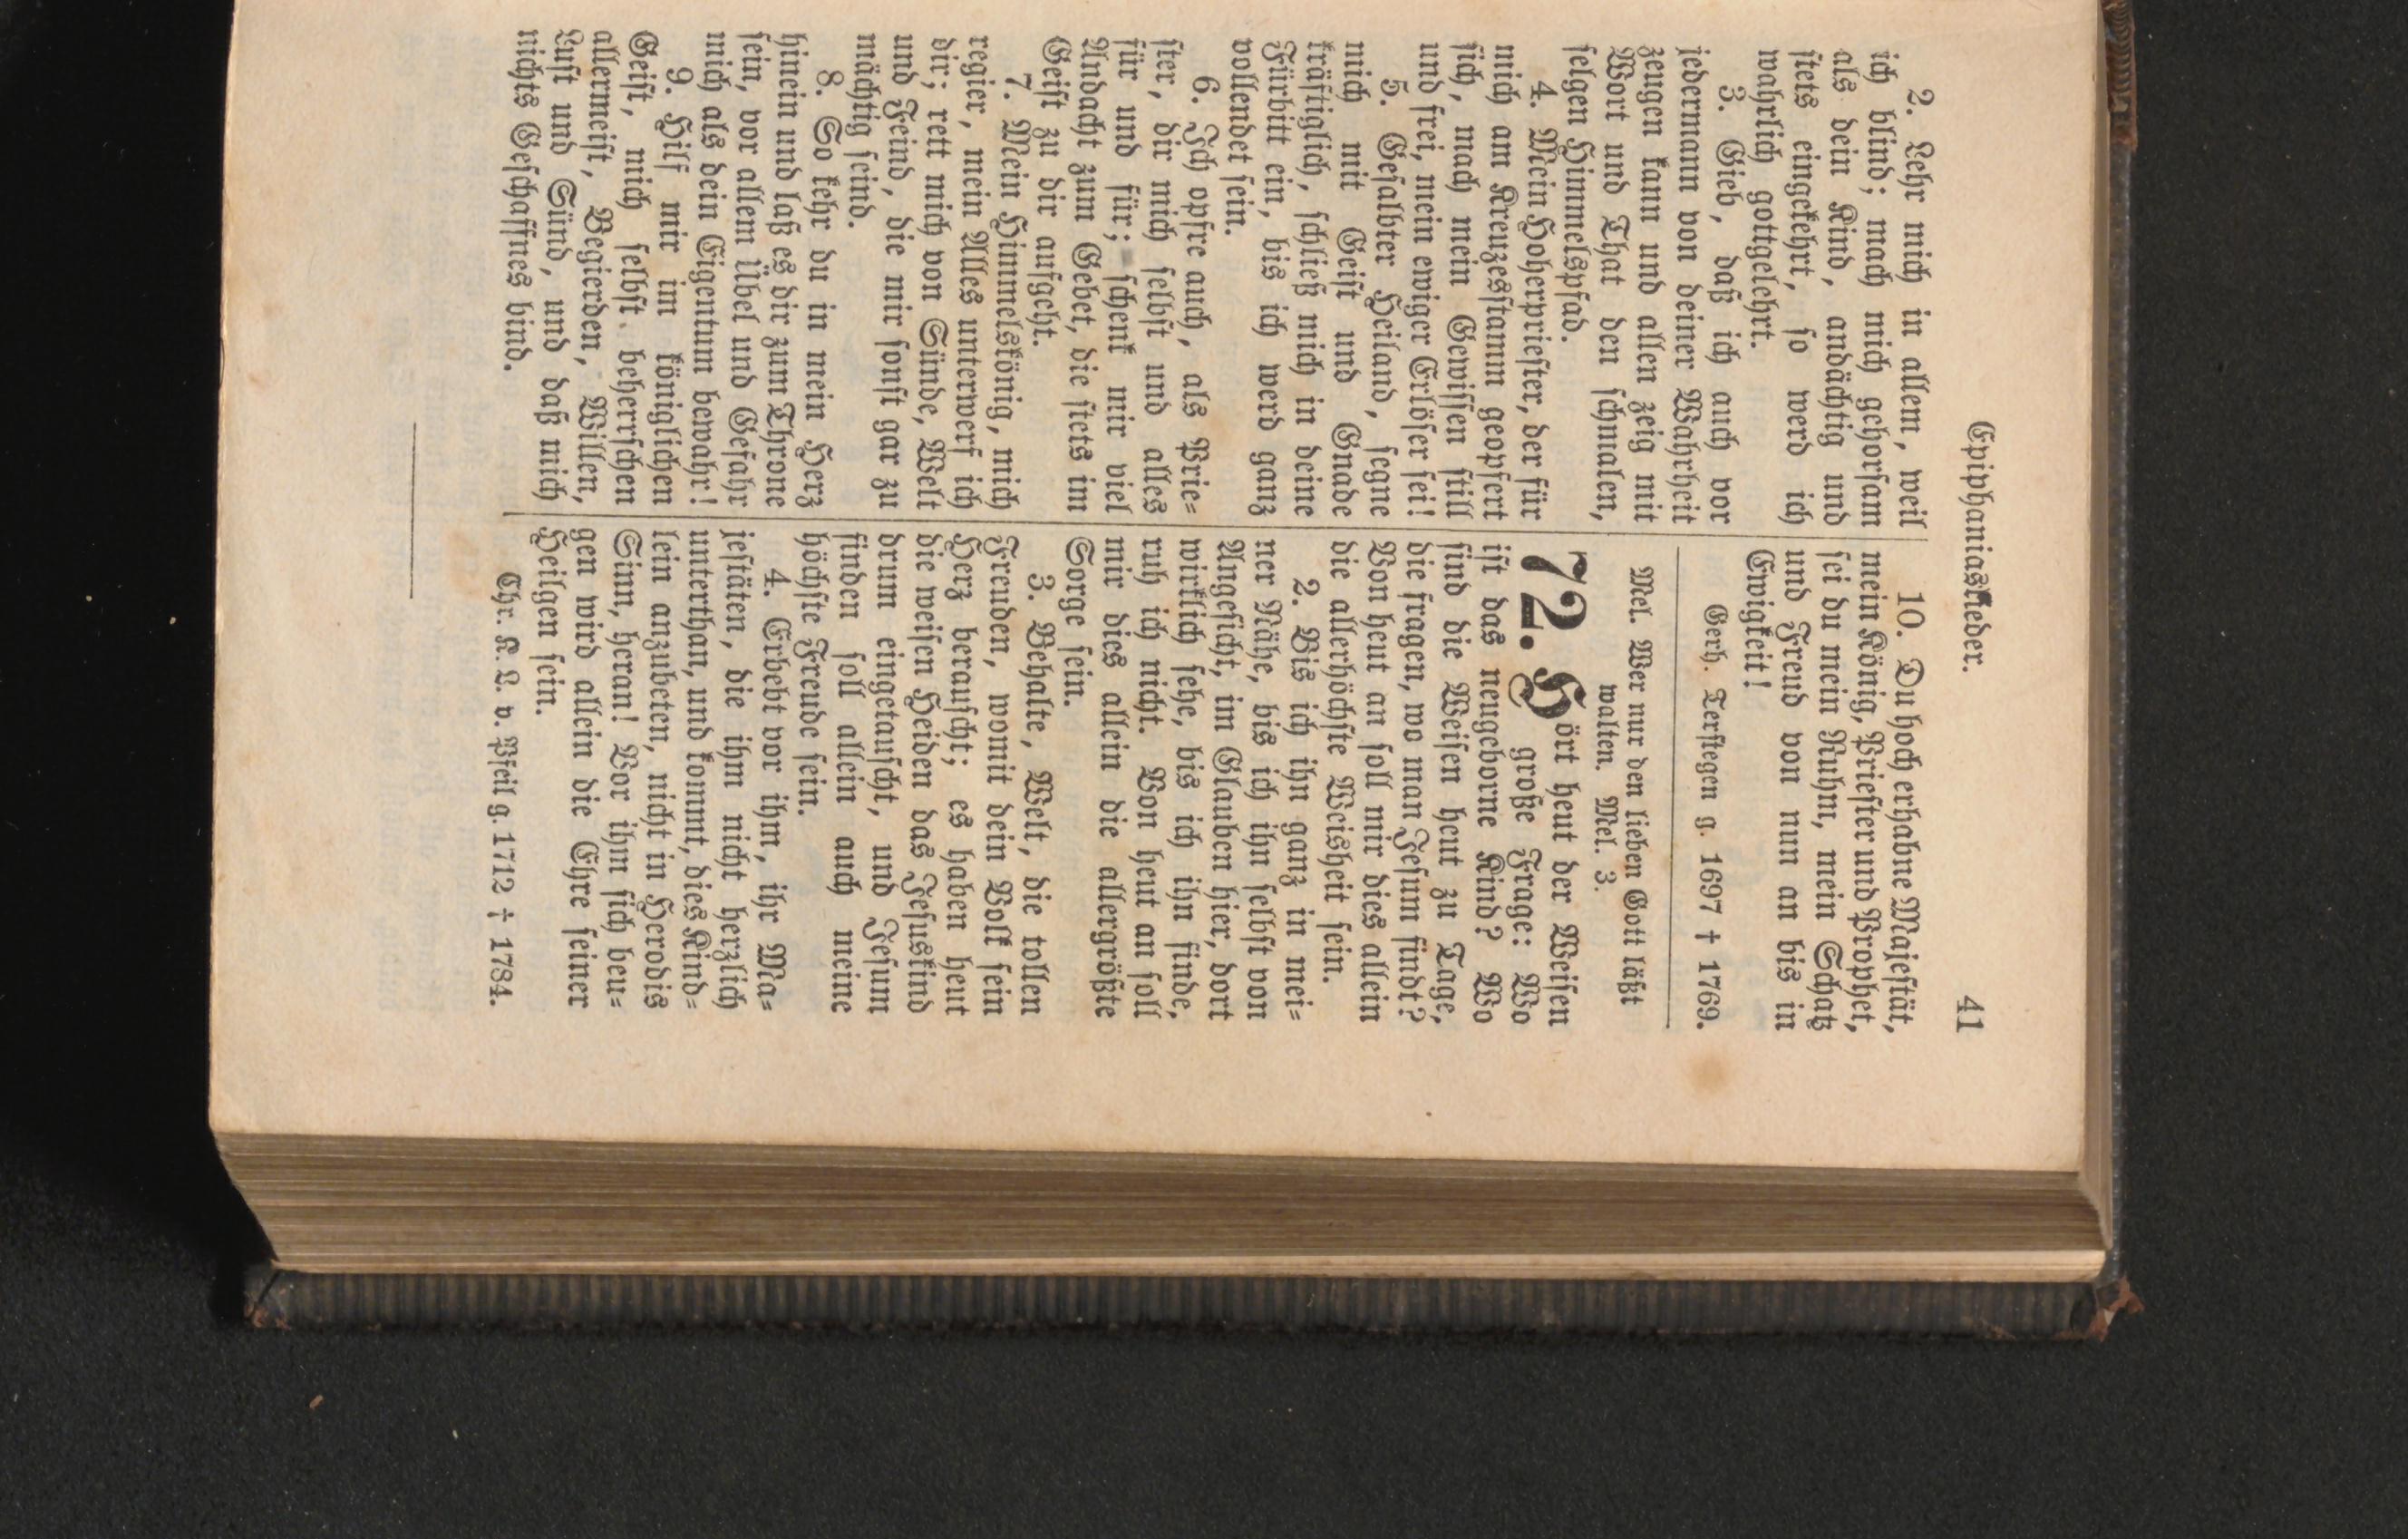 Epiphaniaslieder. 41
2. Lehr mich in allem, weil
ich blind; mach mich gehorsam
als dein Kind, andächtig und
stets eingekehrt, so werd ich
wahrlich gottgelehrt.
3. Gieb, daß ich auch vor
jedermann von deiner Wahrheit
zeugen kann und allen zeig mit
Wort und That den schmalen,
selgen Himmelspfad.
4. Mein Hoherpriester, der für
mich am Kreuzesstamm geopfert
sich, mach mein Gewissen still
und frei, mein ewiger Erlöser sei!
5. Gesalbter Heiland, segne
mich mit Geist und Gnade
kräftiglich, schließ mich in deine
Fürbitt ein, bis ich werd ganz
vollendet sein.
6. Ich opfre auch, als Prie-
ster, dir mich selbst und alles
für und für; schenk mir viel
Andacht zum Gebet, die stets im
Geist zu dir aufgeht.
7. Mein Himmelskönig, mich
regier, mein Alles unterwerf ich
dir; rett mich von Sünde, Welt
und Feind, die mir sonst gar zu
mächtig seind.
8. So kehr du in mein Herz
hinein und laß es dir zum Throne
sein, vor allem Übel und Gefahr
mich als dein Eigentum bewahr!
9. Hilf mir im königlichen
Geist, mich selbst beherrschen
allermeist, Begierden, Willen,
Lust und Sünd, und daß mich
nichts Geschaffnes bind.
10. Du hoch erhabne Majestät,
mein König, Priester und Prophet,
sei du mein Ruhm, mein Schatz
und Freud von nun an bis in
Ewigkeit!
Gerh. Terstegen g. 1697 † 1769.
Mel. Wer nur den lieben Gott läßt
walten. Mel. 3.
72. Hört heut der Weisen
große Frage: Wo
ist das neugeborne Kind? Wo
sind die Weisen heut zu Tage,
die fragen, wo man Jesum findt?
Von heut an soll mir dies allein
die allerhöchste Weisheit sein.
2. Bis ich ihn ganz in mei-
ner Nähe, bis ich ihn selbst von
Angesicht, im Glauben hier, dort
wirklich sehe, bis ich ihn finde,
ruh ich nicht. Von heut an soll
mir dies allein die allergrößte
Sorge sein.
3. Behalte, Welt, die tollen
Freuden, womit dein Volk sein
Herz berauscht; es haben heut
die weisen Heiden das Jesuskind
drum eingetauscht, und Jesum
finden soll allein auch meine
höchste Freude sein.
4. Erbebt vor ihm, ihr Ma-
jestäten, die ihm nicht herzlich
unterthan, und kommt, dies Kind-
lein anzubeten, nicht in Herodis
Sinn, heran! Vor ihm sich beu-
gen wird allein die Ehre seiner
Heilgen sein.
Chr. K. L. v. Pfeil g. 1712 † 1784.